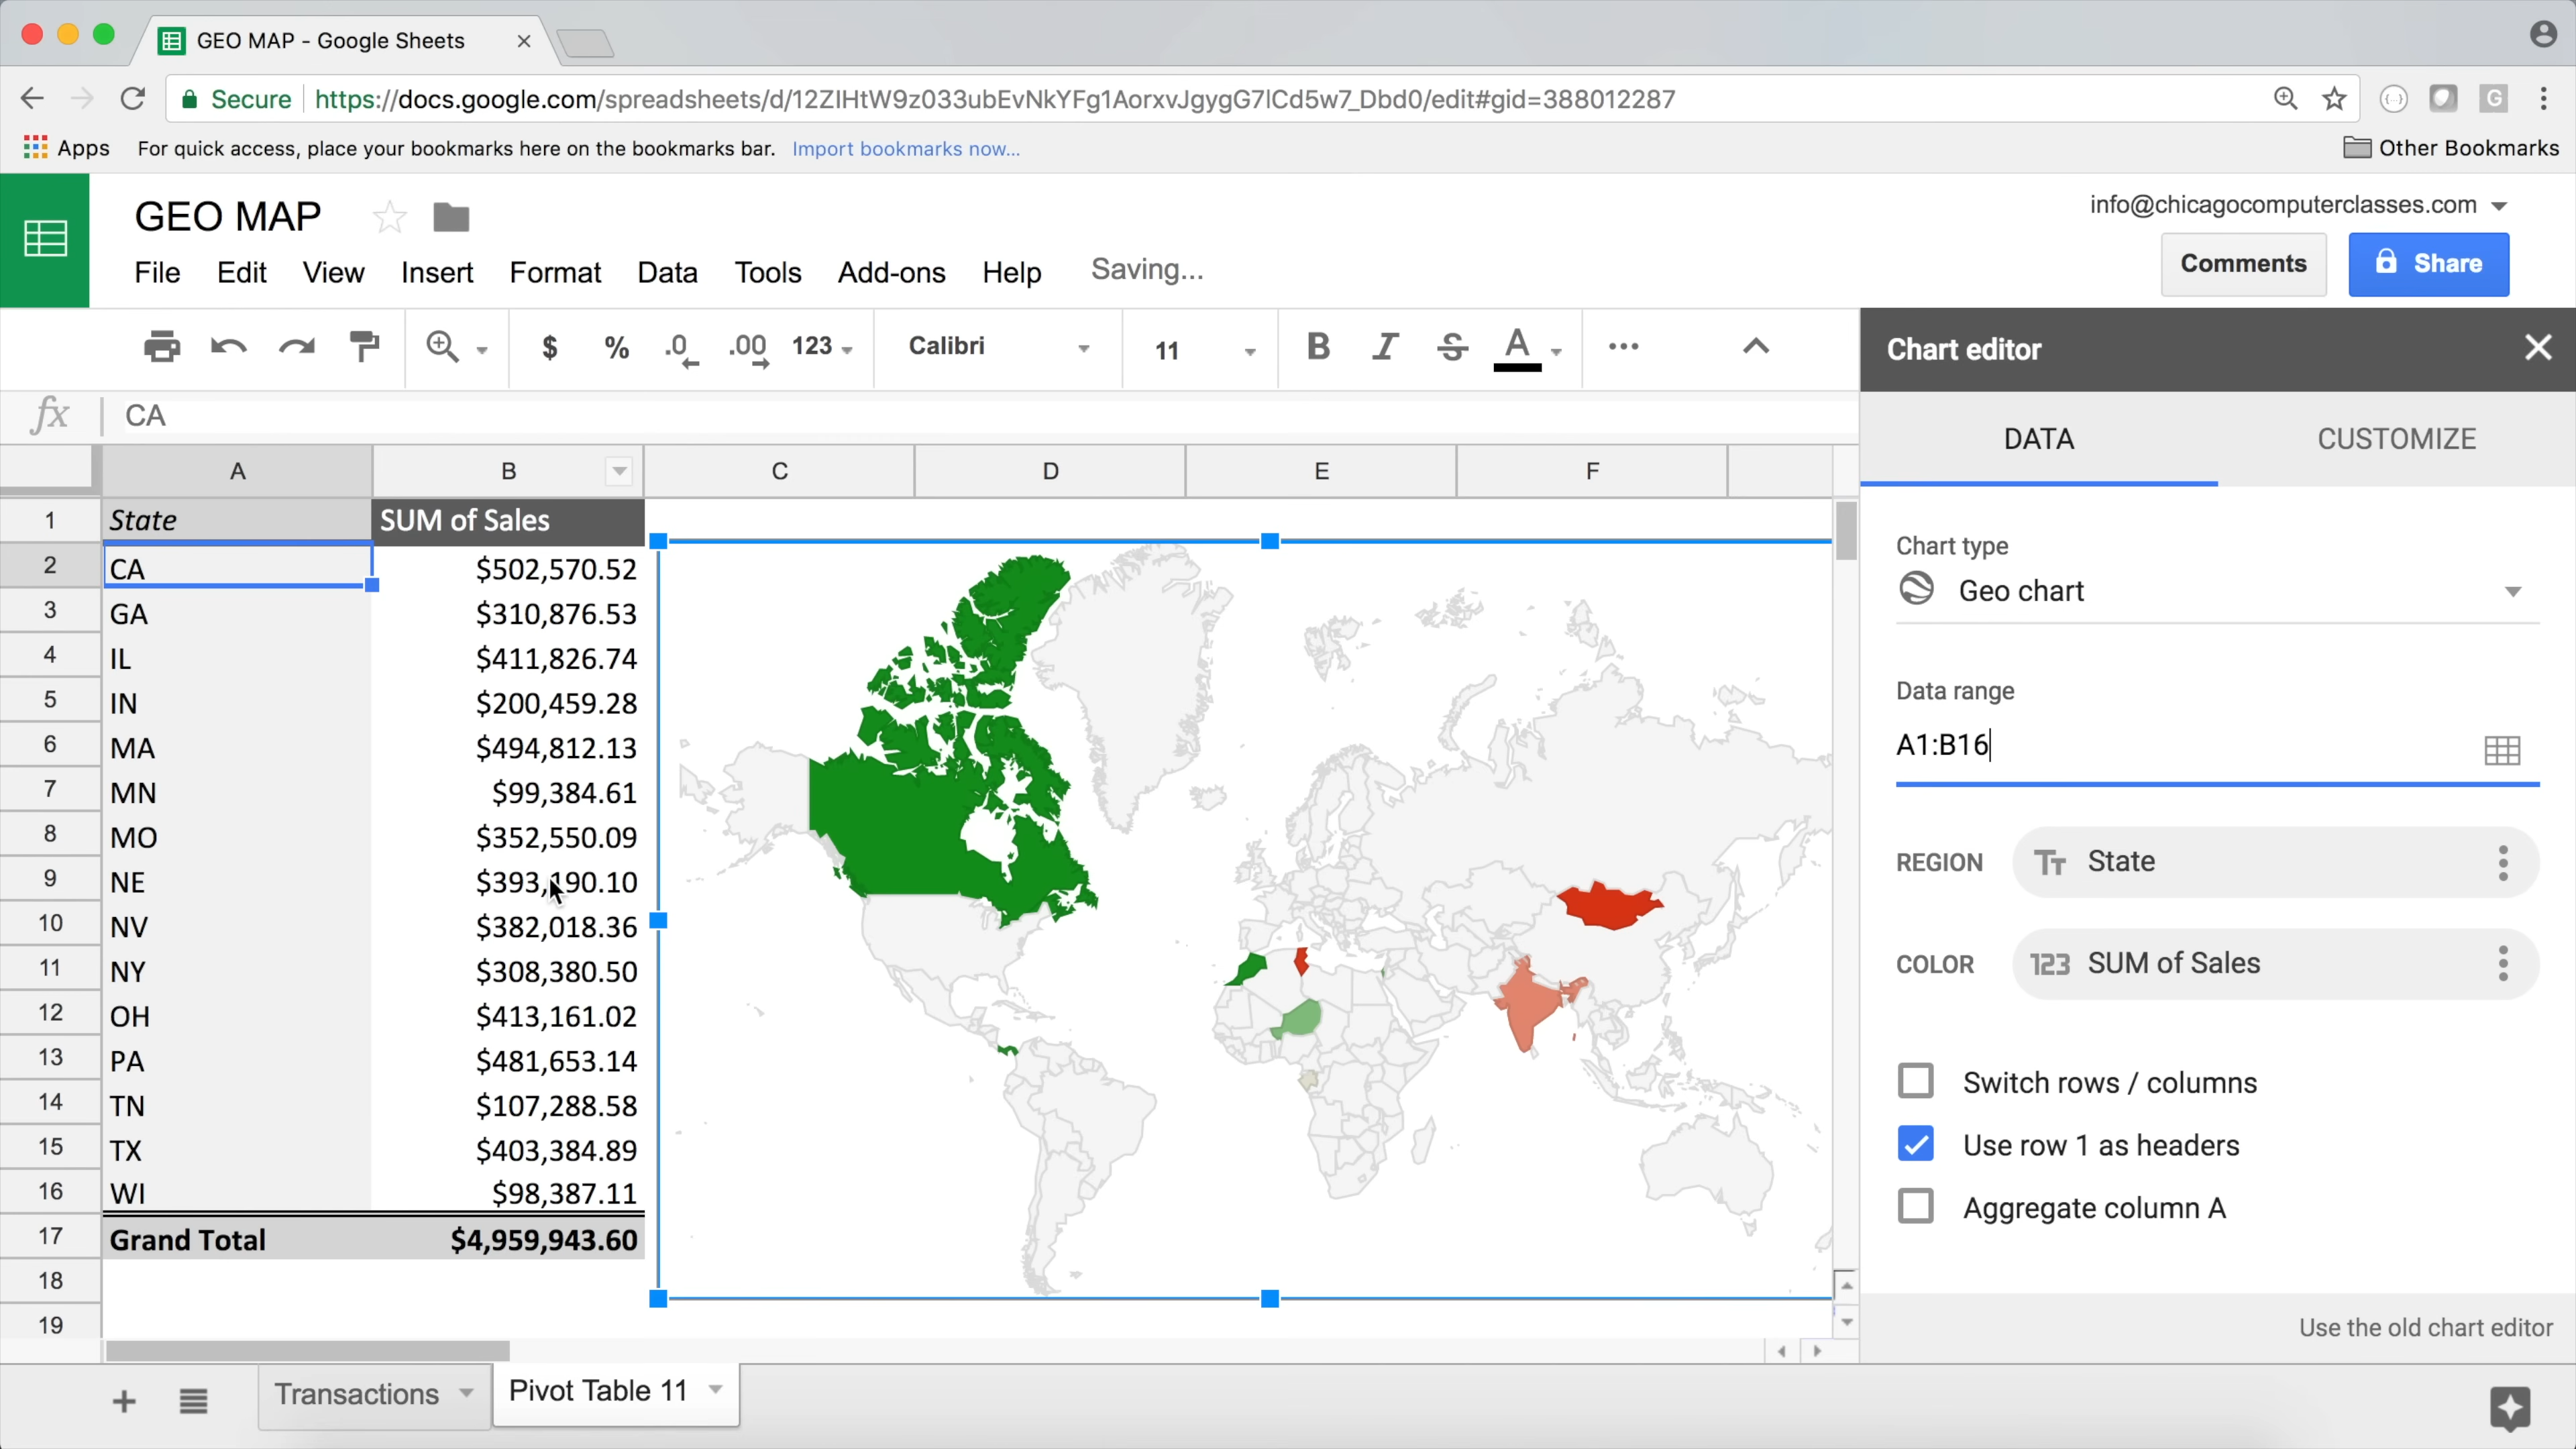 GEO MAP - Google Sheets
Secure https://docs.google.com/spreadsheets/d/12ZIHtW9z033ubEvNkYFg1AorxvJgygG7ICd5w7_Dbd0/edit#gid=388012287
Apps For quick access, place your bookmarks here on the bookmarks bar. Import bookmarks now... Other Bookmarks
GEO MAP
info@chicagocomputerclasses.com
File Edit View Insert Format Data Tools Add-ons Help Saving...
Comments Share
$ % .0 .00 123 Calibri 11 B I S A
Chart editor
fx CA
DATA CUSTOMIZE
A B C D E F
1 State SUM of Sales
2 CA $502,570.52
3 GA $310,876.53
4 IL $411,826.74
5 IN $200,459.28
6 MA $494,812.13
7 MN $99,384.61
8 MO $352,550.09
9 NE $393,190.10
10 NV $382,018.36
11 NY $308,380.50
12 OH $413,161.02
13 PA $481,653.14
14 TN $107,288.58
15 TX $403,384.89
16 WI $98,387.11
17 Grand Total $4,959,943.60
18
19
Chart type
Geo chart
Data range
A1:B16
REGION Tт State
COLOR 123 SUM of Sales
Switch rows / columns
Use row 1 as headers
Aggregate column A
Use the old chart editor
Transactions Pivot Table 11